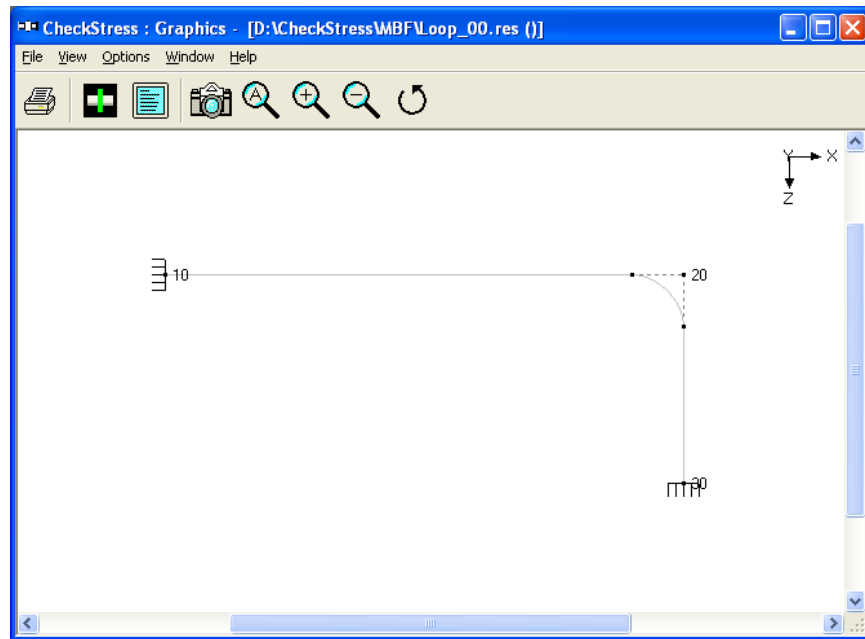 CheckStress : Graphics - [D:\CheckStress\MBF\Loop_00.res ()]
File View Options Window Help
A
Y X
Z
10
20
30